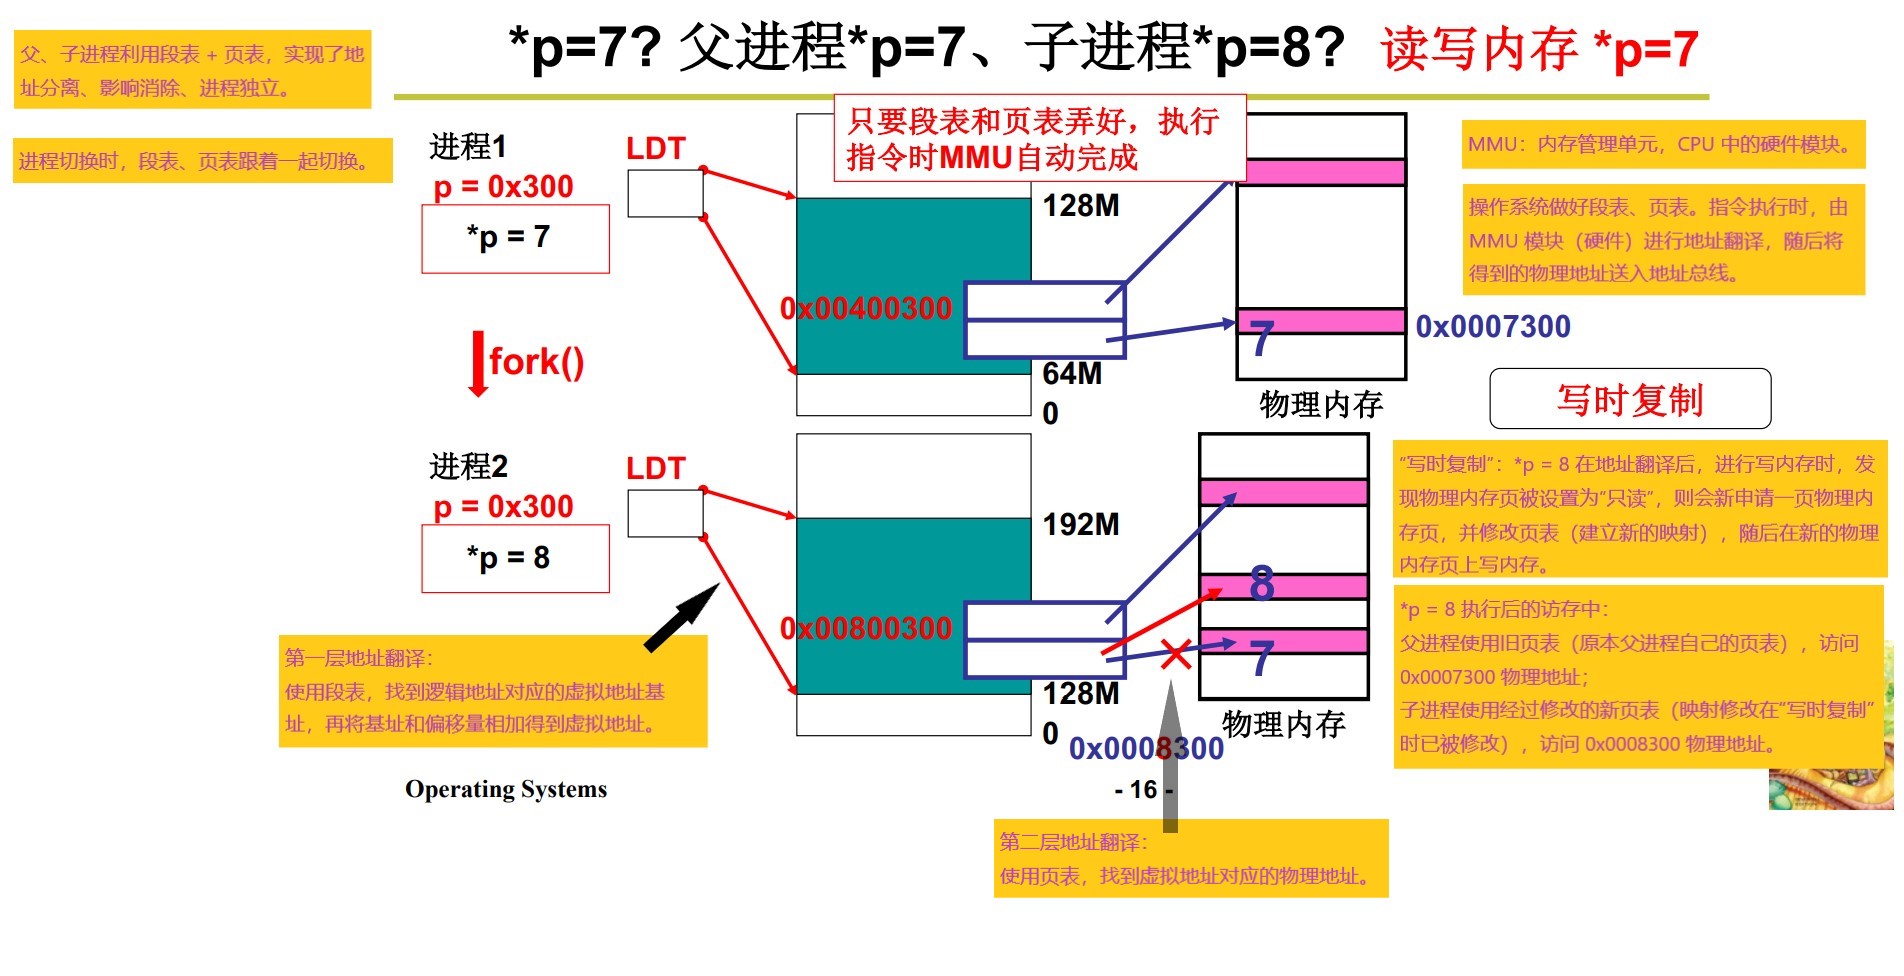 *p=7? 父进程*p=7、子进程*p=8? 读写内存 *p=7
父、子进程利用段表 + 页表，实现了地
址分离、影响消除、进程独立。
进程切换时，段表、页表跟着一起切换。
只要段表和页表弄好，执行
指令时MMU自动完成
MMU：内存管理单元，CPU 中的硬件模块。
操作系统做好段表、页表。指令执行时，由
MMU 模块（硬件）进行地址翻译，随后将
得到的物理地址送入地址总线。
进程1
p = 0x300
*p = 7
LDT
128M
0x00400300
64M
0
7
0x0007300
物理内存
fork()
写时复制
进程2
p = 0x300
*p = 8
LDT
192M
0x00800300
128M
0
0x0008300
8
7
物理内存
“写时复制”：*p = 8 在地址翻译后，进行写内存时，发
现物理内存页被设置为“只读”，则会新申请一页物理内
存页，并修改页表（建立新的映射），随后在新的物理
内存页上写内存。
*p = 8 执行后的访存中：
父进程使用旧页表（原本父进程自己的页表），访问
0x0007300 物理地址；
子进程使用经过修改的新页表（映射修改在“写时复制”
时已被修改），访问 0x0008300 物理地址。
第一层地址翻译：
使用段表，找到逻辑地址对应的虚拟地址基
址，再将基址和偏移量相加得到虚拟地址。
Operating Systems
- 16 -
第二层地址翻译：
使用页表，找到虚拟地址对应的物理地址。